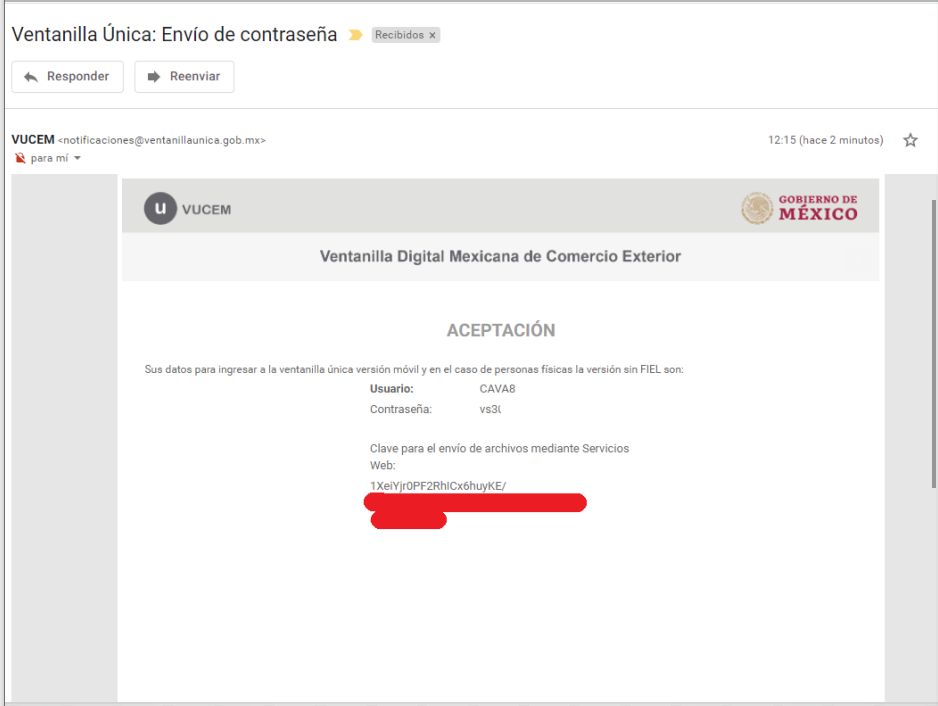 Ventanilla Única: Envío de contraseña
Recibidos x
Responder
Reenviar
VUCEM <notificaciones@ventanillaunica.gob.mx>
12:15 (hace 2 minutos)
para mí
u VUCEM
GOBIERNO DE
MÉXICO
Ventanilla Digital Mexicana de Comercio Exterior
ACEPTACIÓN
Sus datos para ingresar a la ventanilla única versión móvil y en el caso de personas físicas la versión sin FIEL son:
Usuario: CAVA8
Contraseña: vs3
Clave para el envío de archivos mediante Servicios
Web:
1XeiYjr0PF2RhICx6huyKE/